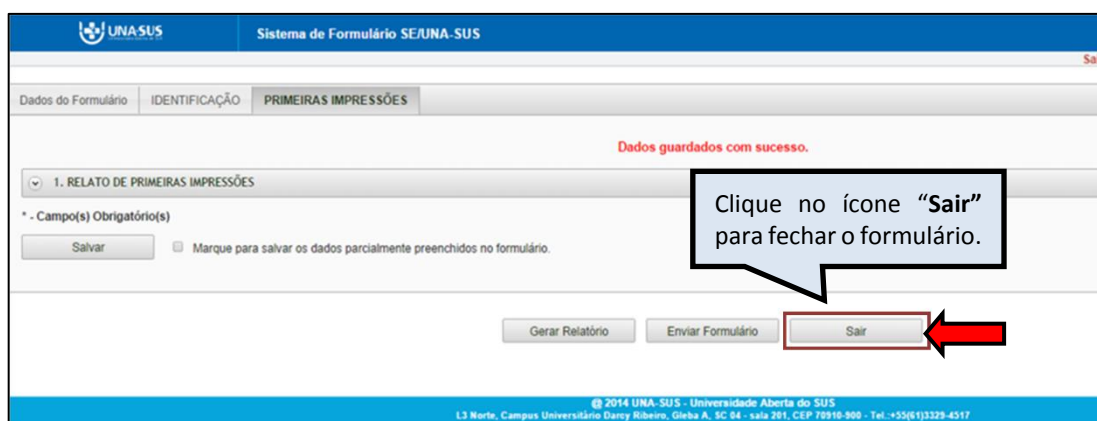 UNA-SUS
Sistema de Formulário SE/UNA-SUS
Dados do Formulário
IDENTIFICAÇÃO
PRIMEIRAS IMPRESSÕES
Dados guardados com sucesso.
1. RELATO DE PRIMEIRAS IMPRESSÕES
* - Campo(s) Obrigatório(s)
Salvar
Marque para salvar os dados parcialmente preenchidos no formulário.
Clique no ícone “Sair”
para fechar o formulário.
Gerar Relatório
Enviar Formulário
Sair
@ 2014 UNA-SUS - Universidade Aberta do SUS
L3 Norte, Campus Universitário Darcy Ribeiro, Gleba A, SC 04 - sala 201, CEP 70910-900 - Tel.:+55(61)3329-4517